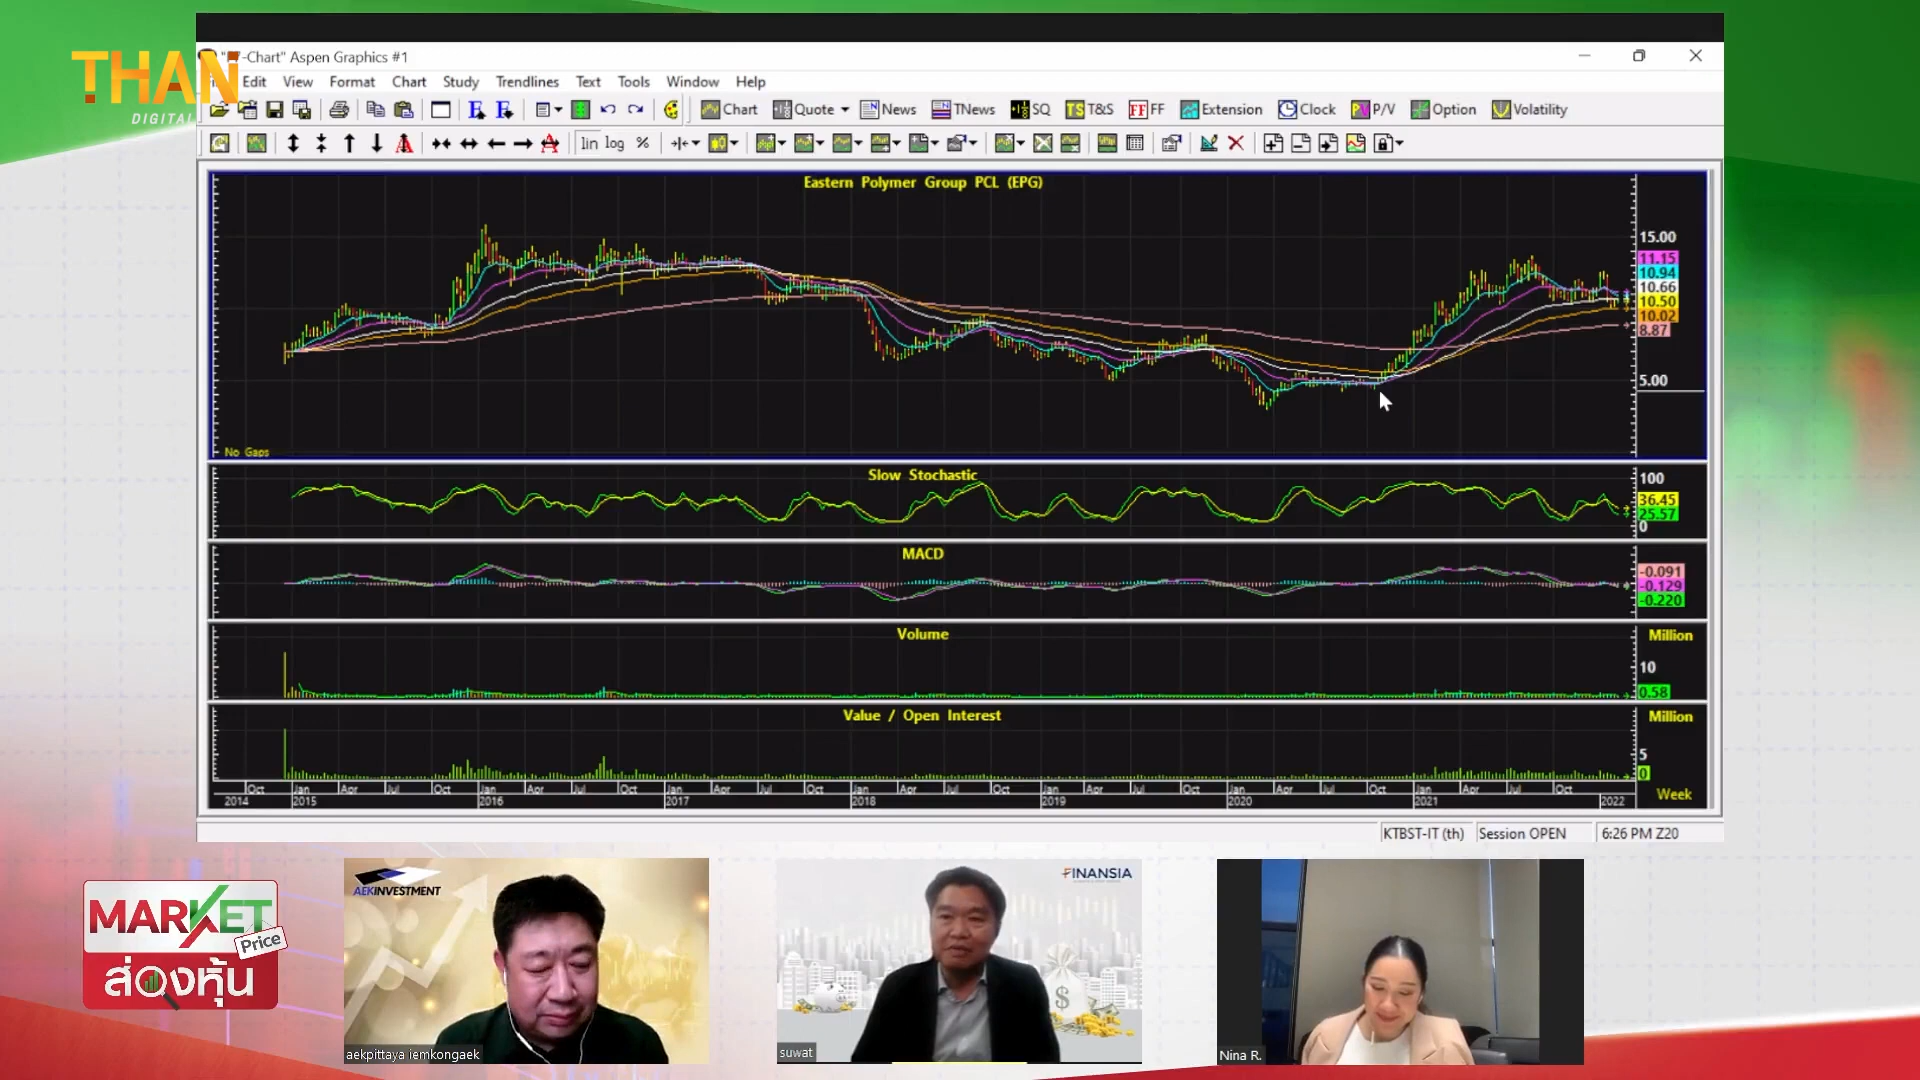 THAN
DIGITAL
-Chart" Aspen Graphics #1
Edit View Format Chart Study Trendlines Text Tools Window Help
Chart Quote News TNews SQ TS T&S FF FF Extension Clock P/V Option Volatility
lin log %
Eastern Polymer Group PCL (EPG)
15.00
11.15
10.94
10.66
10.50
10.02
8.87
5.00
No Gaps
Slow Stochastic
100
36.45
25.57
0
MACD
-0.091
-0.129
-0.220
Volume
Million
10
0.58
Value / Open Interest
Million
5
0
Oct Jan Apr Jul Oct Jan Apr Jul Oct Jan Apr Jul Oct Jan Apr Jul Oct Jan Apr Jul Oct Jan Apr Jul Oct Jan Apr Jul Oct
2014 2015 2016 2017 2018 2019 2020 2021 2022
Week
KTBST-IT (th) Session OPEN 6:26 PM Z20
MARKET
Price
ส่องหุ้น
AEKINVESTMENT
aekpittaya iemkongaek
FINANSIA
$
suwat
Nina R.